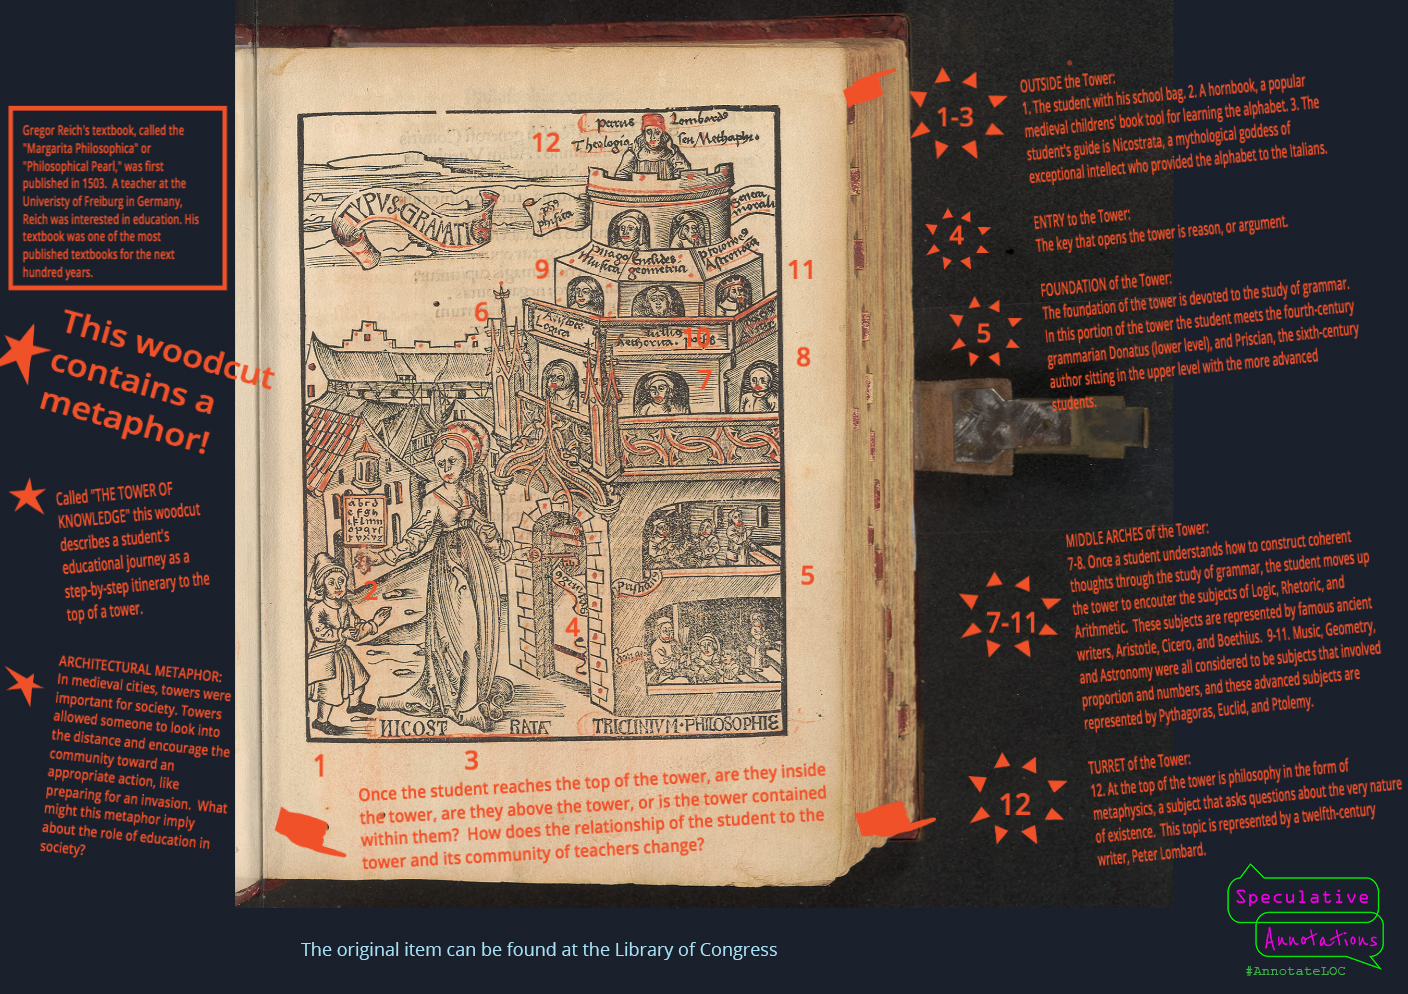 Gregor Reich's textbook, called the
"Margarita Philosophica" or
"Philosophical Pearl," was first
published in 1503. A teacher at the
Univeristy of Freiburg in Germany,
Reich was interested in education. His
textbook was one of the most
published textbooks for the next
hundred years.
This woodcut
contains a
metaphor!
Called "THE TOWER OF
KNOWLEDGE" this woodcut
describes a student's
educational journey as a
step-by-step itinerary to the
top of a tower.
ARCHITECTURAL METAPHOR:
In medieval cities, towers were
important for society. Towers
allowed someone to look into
the distance and encourage the
community toward an
appropriate action, like
preparing for an invasion. What
might this metaphor imply
about the role of education in
society?
12
Petrus Lombardus
Theologia
TYPVS GRAMATIC
9
Musica
Euclides
geometria
11
6
Logica
10
8
7
abcd
efgh
5
2
4
NICOST RATA
TRICLINIVM·PHILOSOPHIE
1
3
Once the student reaches the top of the tower, are they inside
the tower, are they above the tower, or is the tower contained
within them? How does the relationship of the student to the
tower and its community of teachers change?
1-3
OUTSIDE the Tower:
1. The student with his school bag. 2. A hornbook, a popular
medieval childrens' book tool for learning the alphabet. 3. The
student's guide is Nicostrata, a mythological goddess of
exceptional intellect who provided the alphabet to the Italians.
4
ENTRY to the Tower:
The key that opens the tower is reason, or argument.
5
FOUNDATION of the Tower:
The foundation of the tower is devoted to the study of grammar.
In this portion of the tower the student meets the fourth-century
grammarian Donatus (lower level), and Priscian, the sixth-century
author sitting in the upper level with the more advanced
students.
7-11
MIDDLE ARCHES of the Tower:
7-8. Once a student understands how to construct coherent
thoughts through the study of grammar, the student moves up
the tower to encouter the subjects of Logic, Rhetoric, and
Arithmetic. These subjects are represented by famous ancient
writers, Aristotle, Cicero, and Boethius. 9-11. Music, Geometry,
and Astronomy were all considered to be subjects that involved
proportion and numbers, and these advanced subjects are
represented by Pythagoras, Euclid, and Ptolemy.
12
TURRET of the Tower:
12. At the top of the tower is philosophy in the form of
metaphysics, a subject that asks questions about the very nature
of existence. This topic is represented by a twelfth-century
writer, Peter Lombard.
Speculative
Annotations
#AnnotateLOC
The original item can be found at the Library of Congress